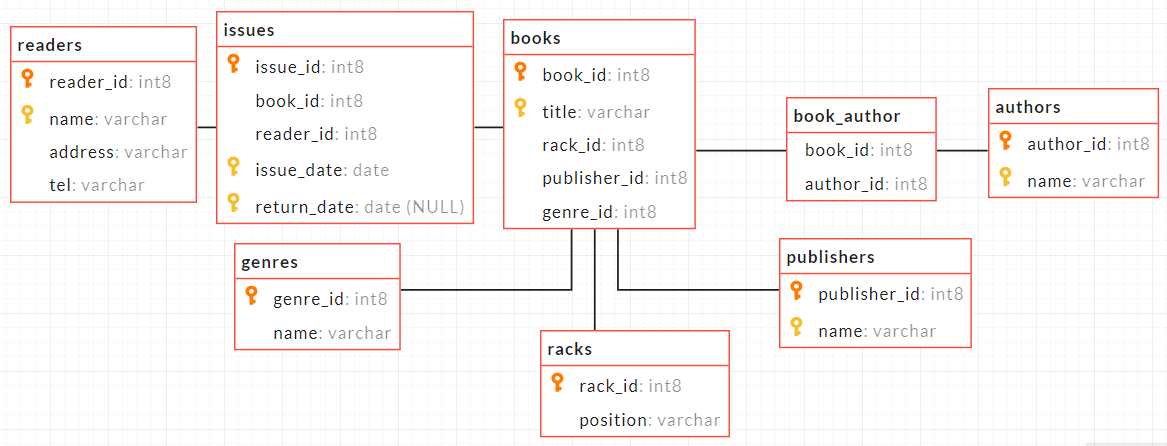 readers
reader_id: int8
name: varchar
address: varchar
tel: varchar
issues
issue_id: int8
book_id: int8
reader_id: int8
issue_date: date
return_date: date (NULL)
books
book_id: int8
title: varchar
rack_id: int8
publisher_id: int8
genre_id: int8
book_author
book_id: int8
author_id: int8
authors
author_id: int8
name: varchar
genres
genre_id: int8
name: varchar
racks
rack_id: int8
position: varchar
publishers
publisher_id: int8
name: varchar